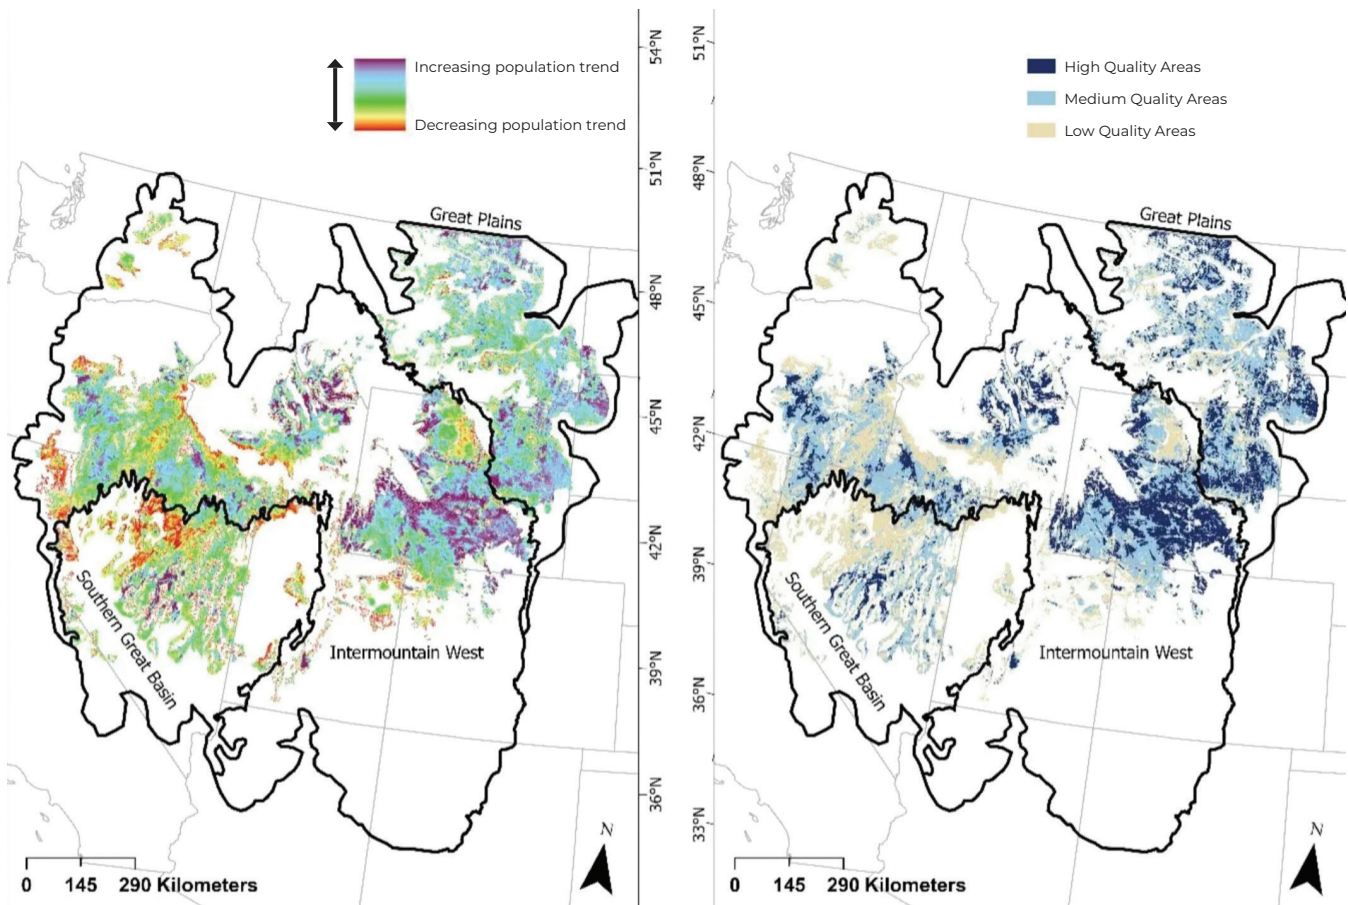 Increasing population trend
Decreasing population trend
Great Plains
Southern Great Basin
Intermountain West
54°N
51°N
48°N
45°N
42°N
39°N
36°N
N
0 145 290 Kilometers
High Quality Areas
Medium Quality Areas
Low Quality Areas
Great Plains
Southern Great Basin
Intermountain West
51°N
48°N
45°N
42°N
39°N
36°N
33°N
N
0 145 290 Kilometers